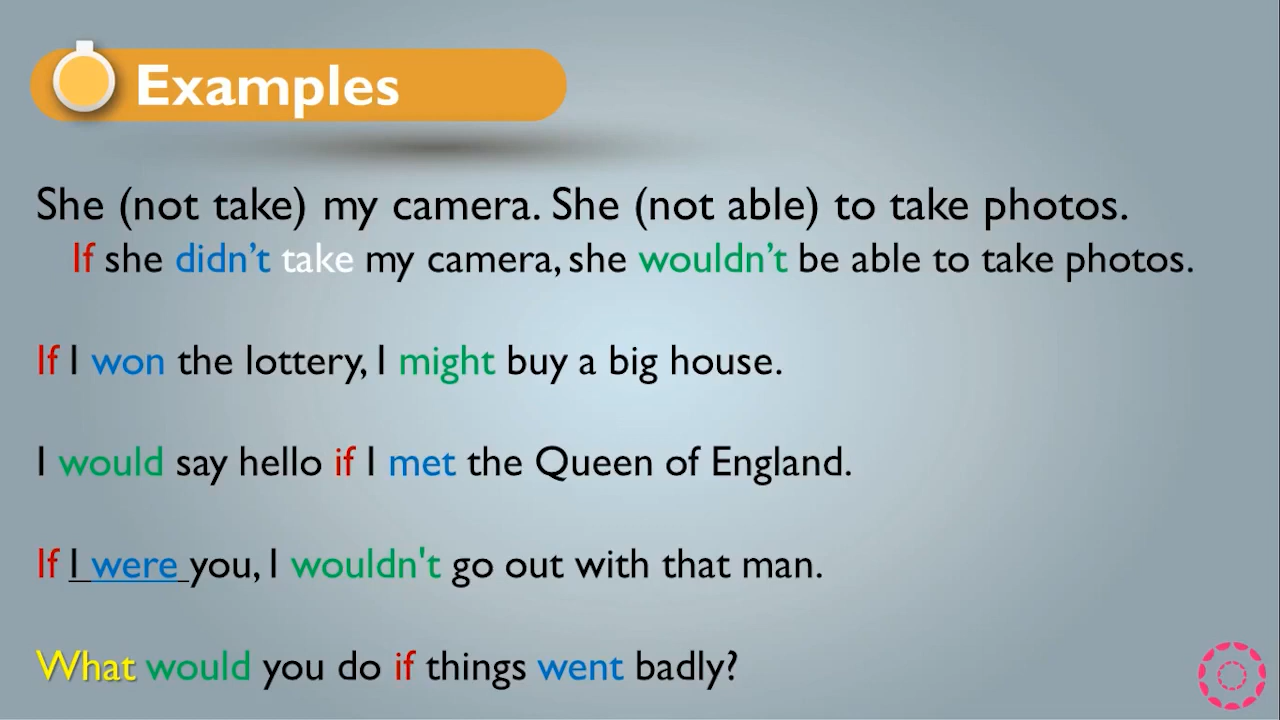 Examples
She (not take) my camera. She (not able) to take photos.
If she didn’t take my camera, she wouldn’t be able to take photos.
If I won the lottery, I might buy a big house.
I would say hello if I met the Queen of England.
If I were you, I wouldn't go out with that man.
What would you do if things went badly?